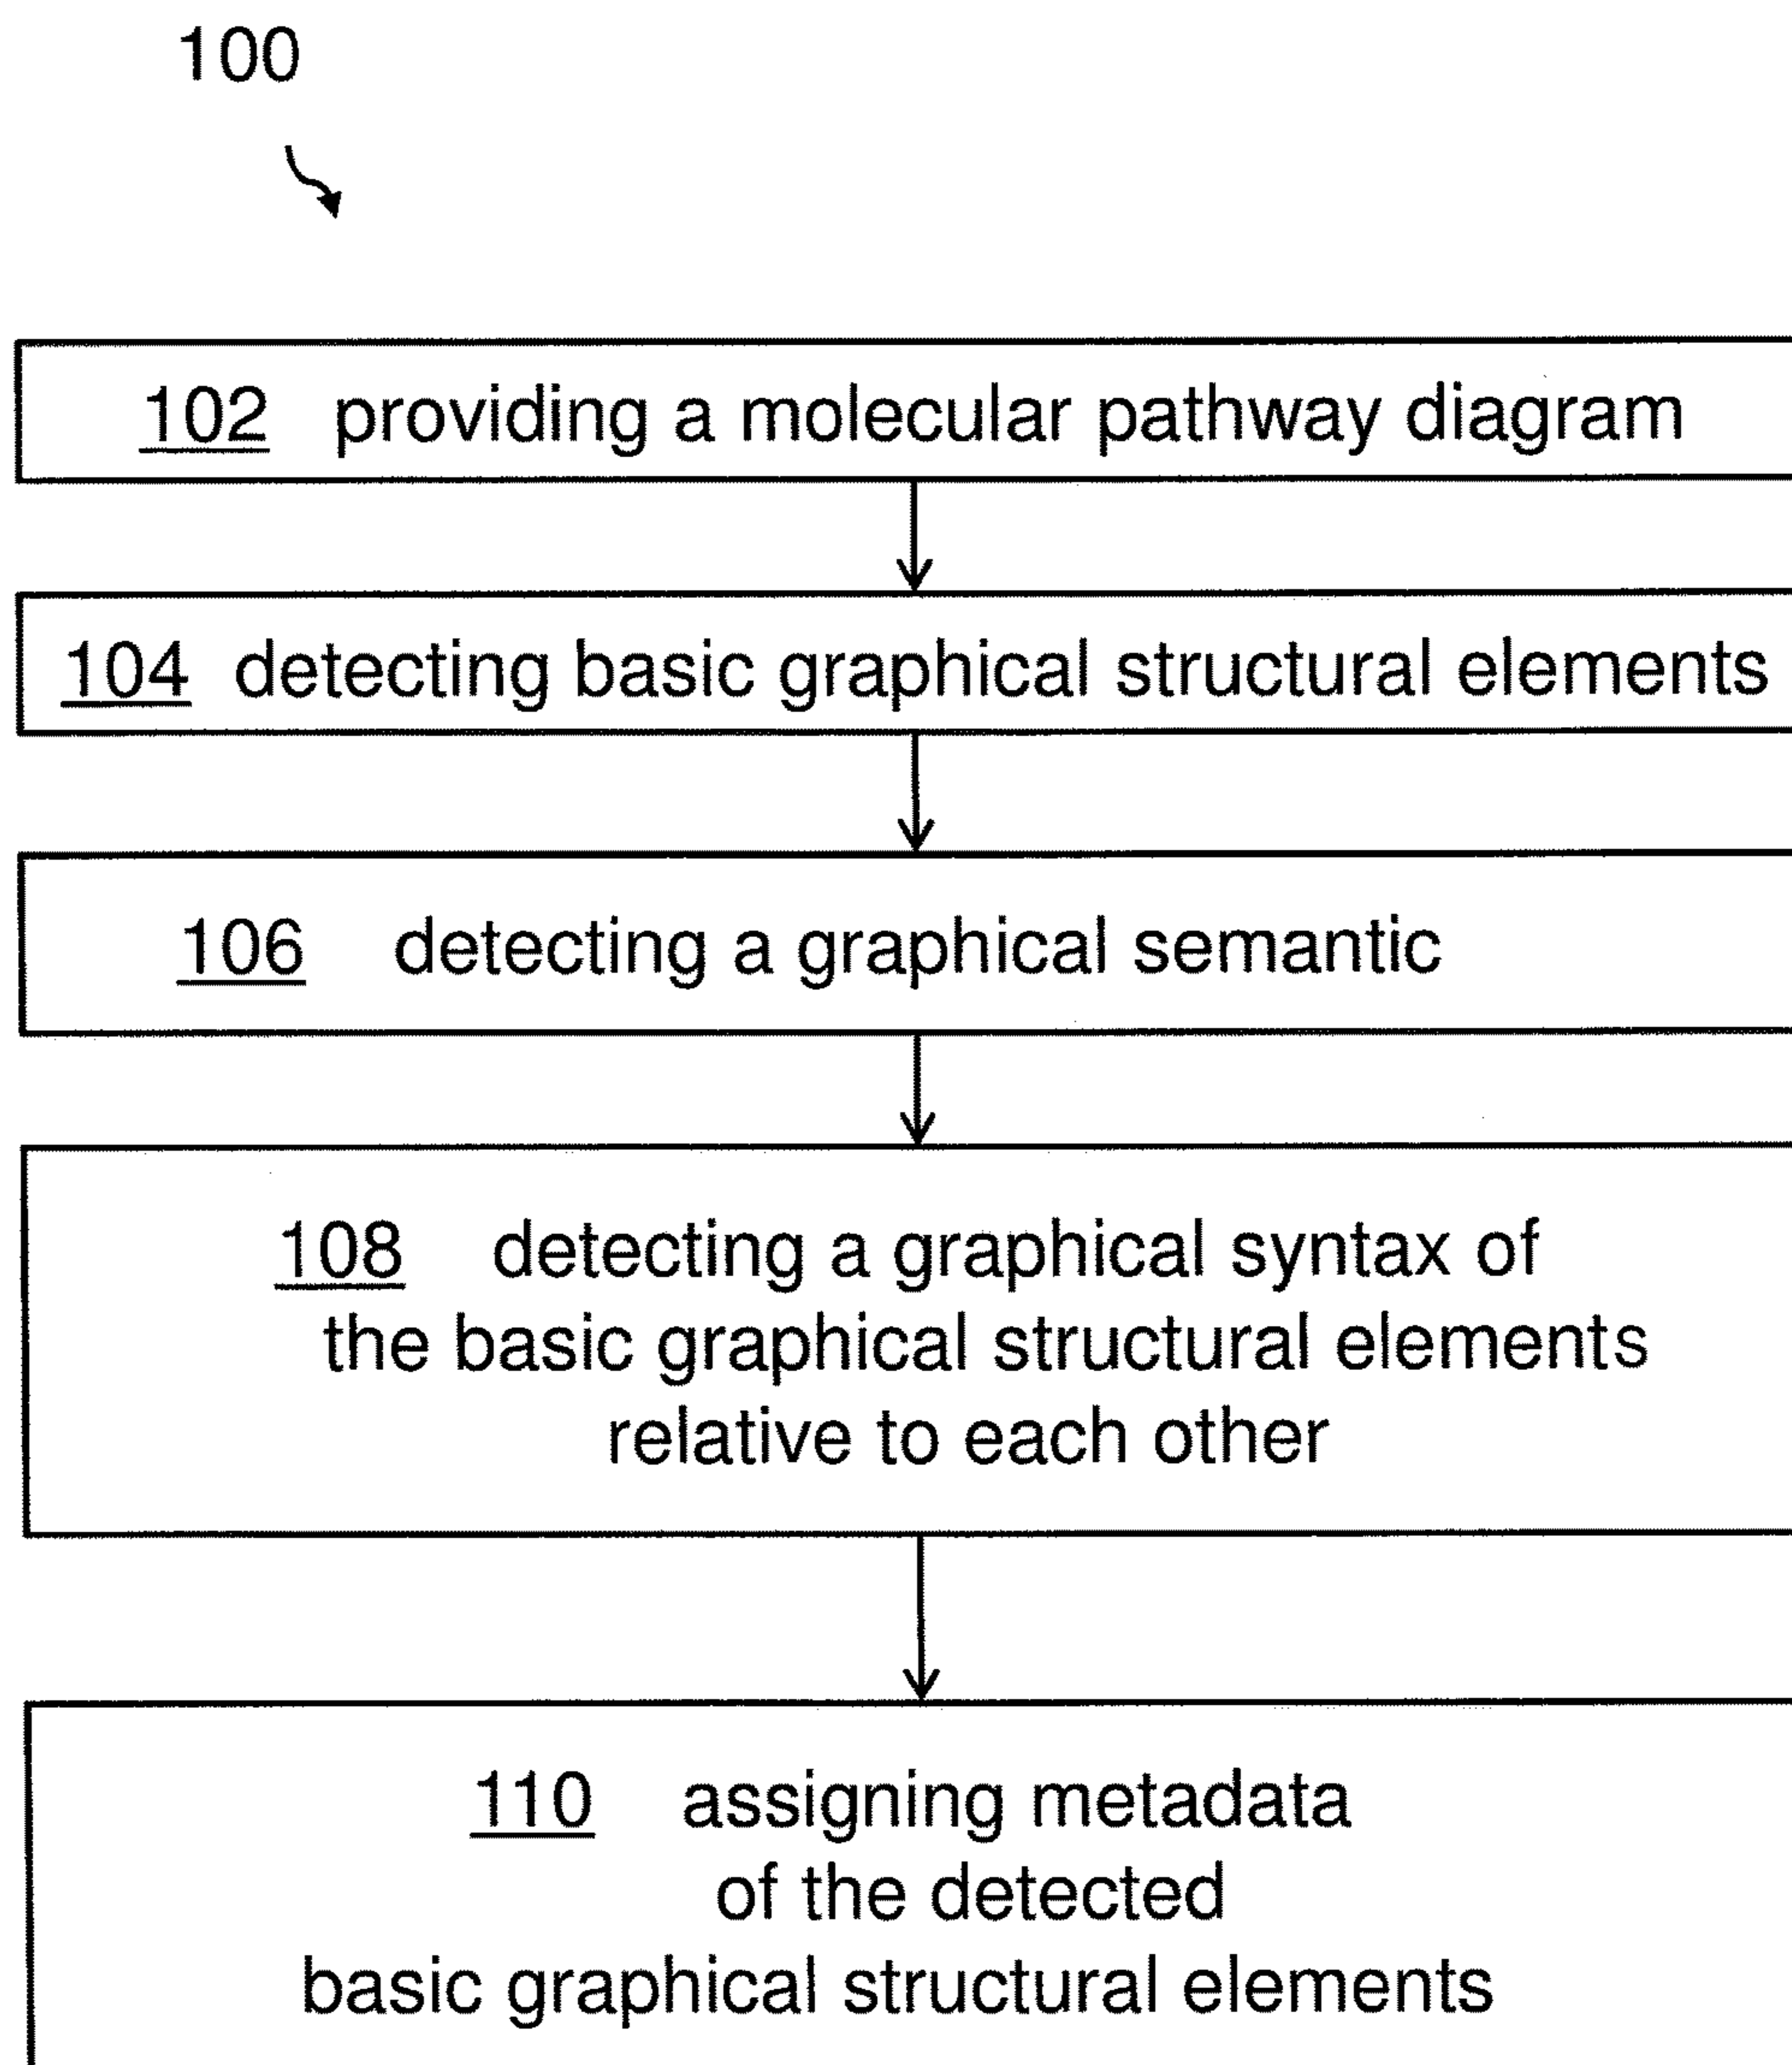 100
102 providing a molecular pathway diagram
104 detecting basic graphical structural elements
106 detecting a graphical semantic
108 detecting a graphical syntax of
the basic graphical structural elements
relative to each other
110 assigning metadata
of the detected
basic graphical structural elements